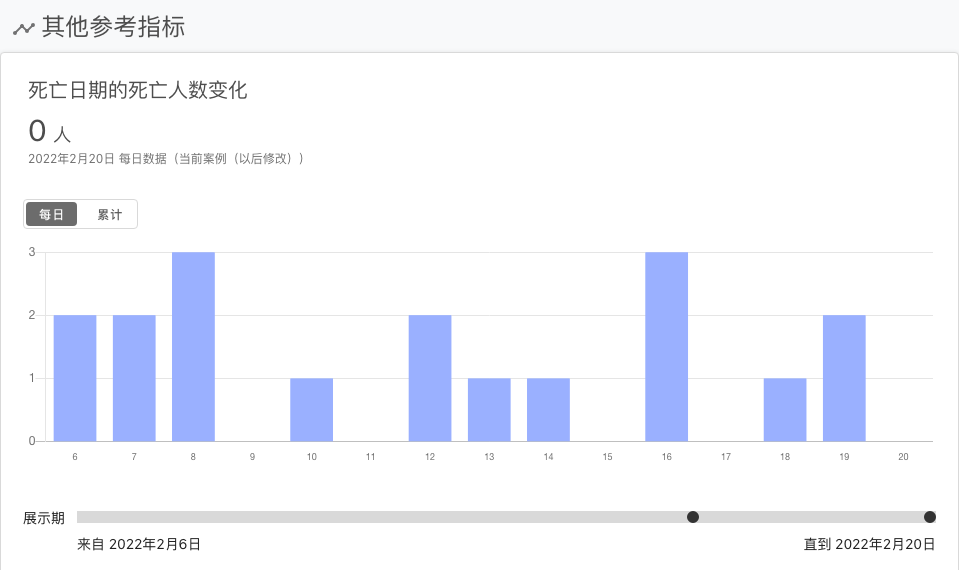 其他参考指标
死亡日期的死亡人数变化
0 人
2022年2月20日 每日数据（当前案例（以后修改））
每日 累计
3
2
1
0
6 7 8 9 10 11 12 13 14 15 16 17 18 19 20
展示期
来自 2022年2月6日 直到 2022年2月20日